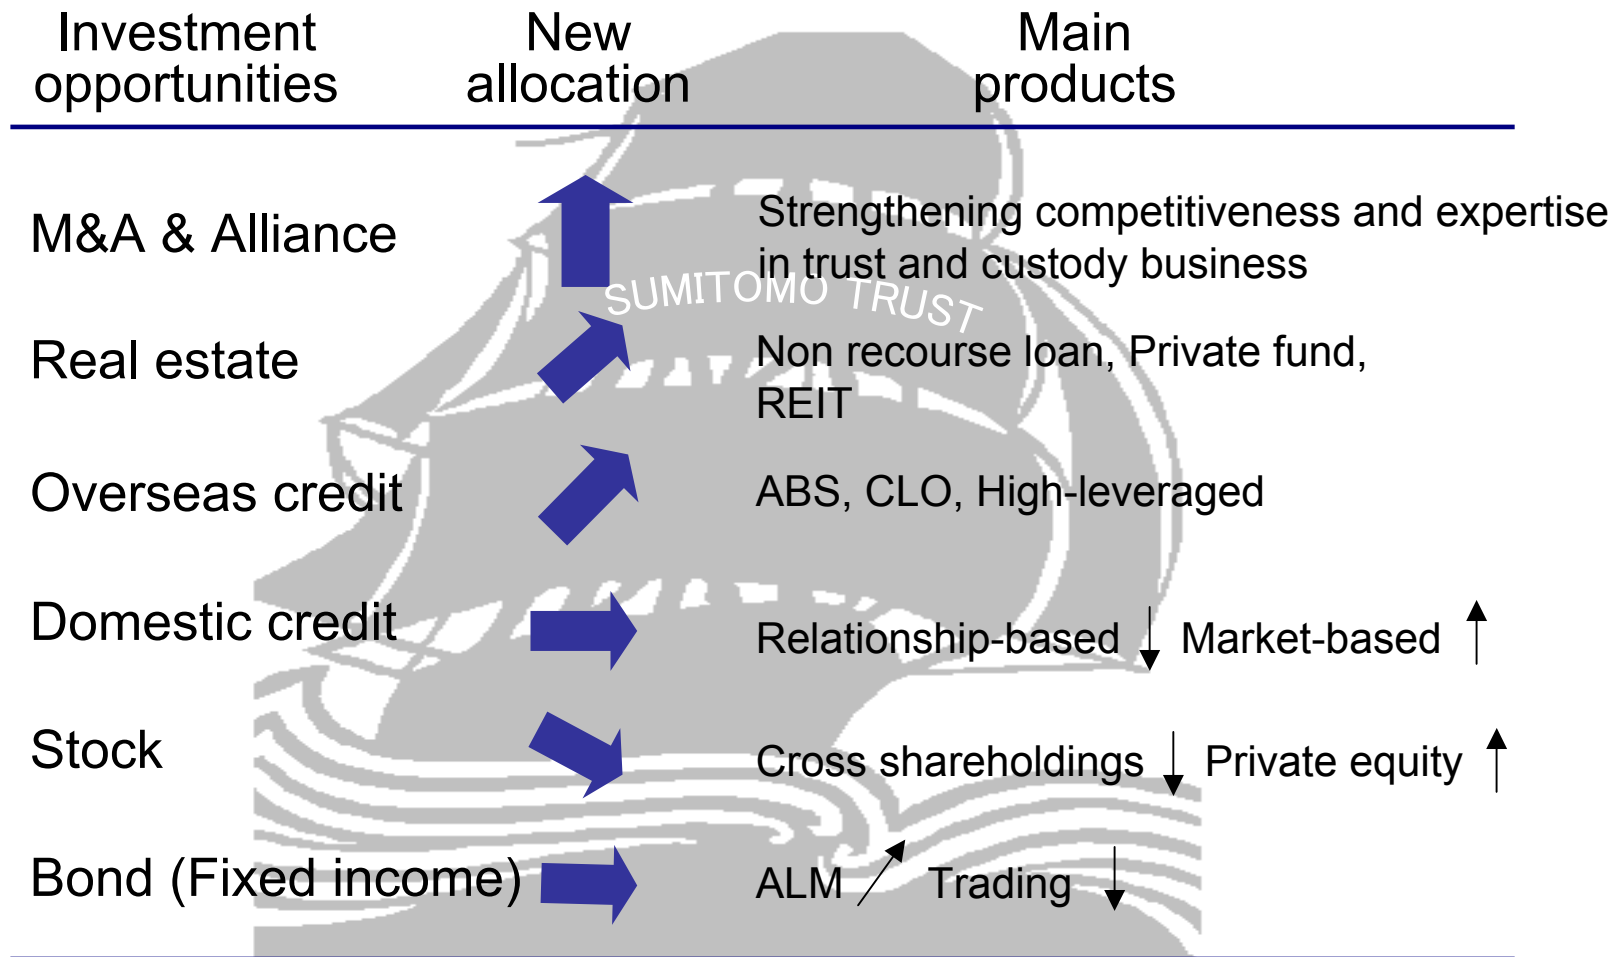 Investment
opportunities
New
allocation
Main
products
M&A & Alliance
Strengthening competitiveness and expertise
in trust and custody business
SUMITOMO TRUST
Real estate
Non recourse loan, Private fund,
REIT
Overseas credit
ABS, CLO, High-leveraged
Domestic credit
Relationship-based ↓ Market-based ↑
Stock
Cross shareholdings ↓ Private equity ↑
Bond (Fixed income)
ALM ↗ Trading ↓